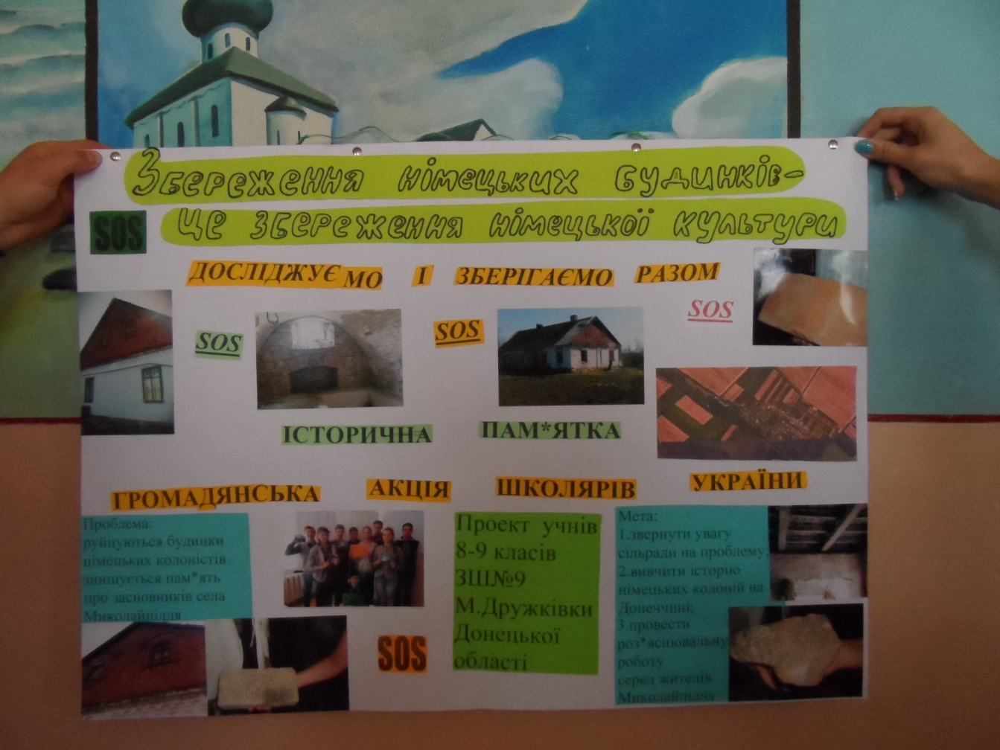 Збереження німецьких будинків-
це збереження німецької культури
SOS
ДОСЛІДЖУЄМО І ЗБЕРІГАЄМО РАЗОМ
SOS
SOS
SOS
ІСТОРИЧНА ПАМ*ЯТКА
ГРОМАДЯНСЬКА АКЦІЯ ШКОЛЯРІВ УКРАЇНИ
Проблема:
руйнуються будинки
німецьких колоністів
знищується пам*ять
про засновників села
Миколайпілля
SOS
Проект учнів
8-9 класів
ЗШ№9
М.Дружківки
Донецької
області
Мета:
1.звернути увагу
сільради на проблему;
2.вивчити історію
німецьких колоній на
Донеччині;
3.провести
роз*яснювальну
роботу
серед жителів
Миколайпілля